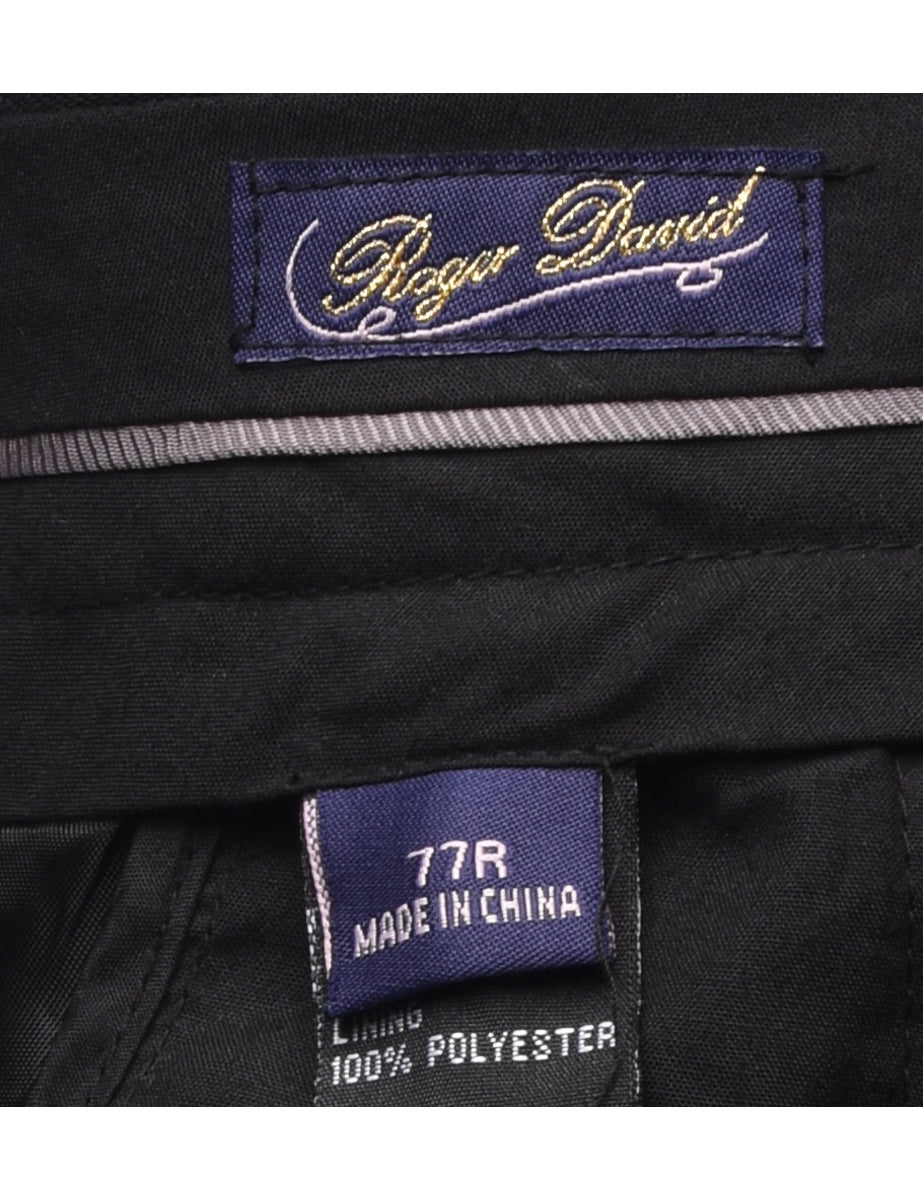 Roger David
77R
MADE IN CHINA
LINING
100% POLYESTER